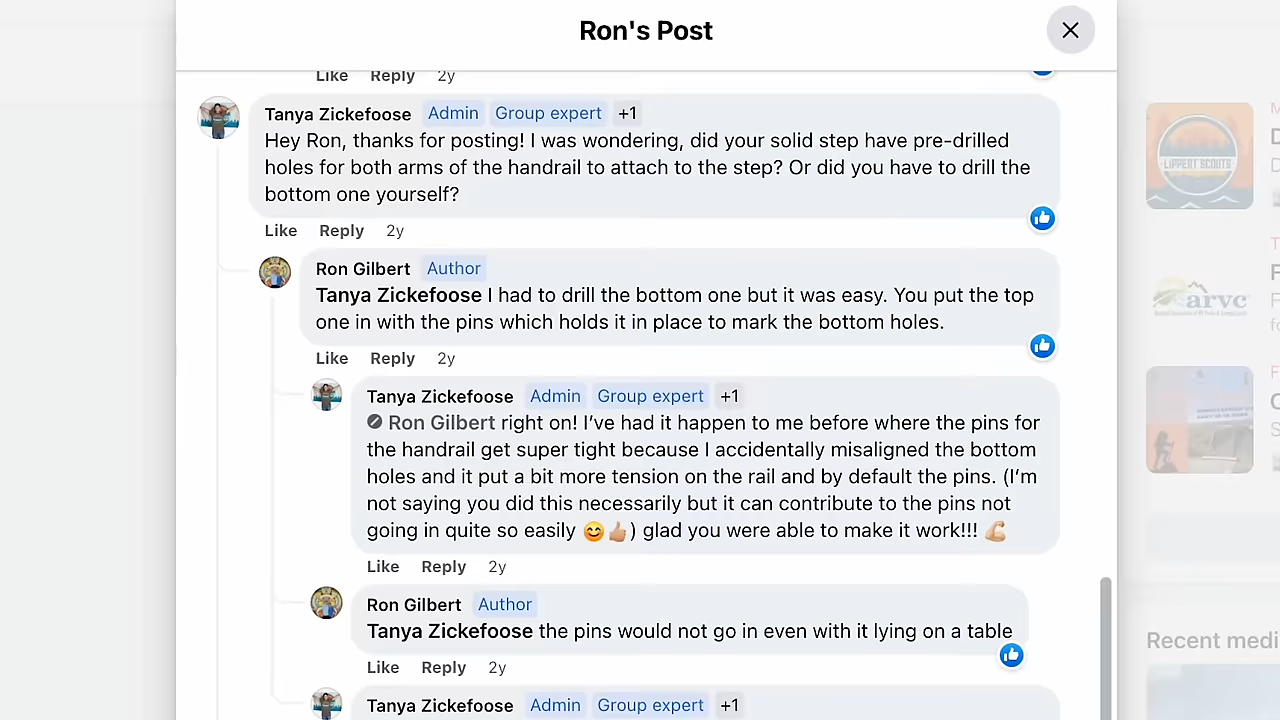 Ron's Post
Like Reply 2y
Tanya Zickefoose Admin Group expert +1
Hey Ron, thanks for posting! I was wondering, did your solid step have pre-drilled
holes for both arms of the handrail to attach to the step? Or did you have to drill the
bottom one yourself?
Like Reply 2y
Ron Gilbert Author
Tanya Zickefoose I had to drill the bottom one but it was easy. You put the top
one in with the pins which holds it in place to mark the bottom holes.
Like Reply 2y
Tanya Zickefoose Admin Group expert +1
Ron Gilbert right on! I’ve had it happen to me before where the pins for
the handrail get super tight because I accidentally misaligned the bottom
holes and it put a bit more tension on the rail and by default the pins. (I’m
not saying you did this necessarily but it can contribute to the pins not
going in quite so easily 😊👍🏼) glad you were able to make it work!!! 💪🏼
Like Reply 2y
Ron Gilbert Author
Tanya Zickefoose the pins would not go in even with it lying on a table
Like Reply 2y
Tanya Zickefoose Admin Group expert +1
LIPPERT SCOUTS
arvc
Recent medi